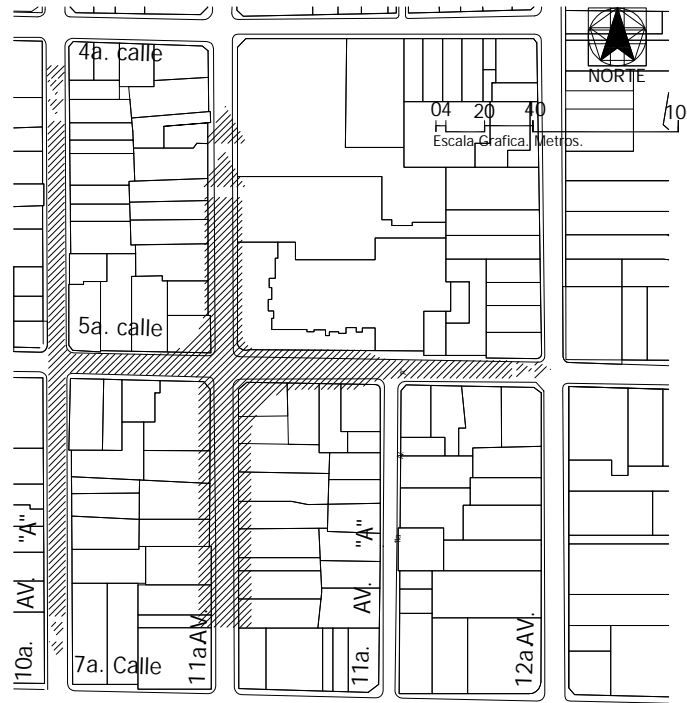 4a. calle
NORTE
04 20 40 10
Escala Grafica. Metros.
5a. calle
10a. AV. "A"
7a. Calle
11a AV.
11a. AV. "A"
12a AV.